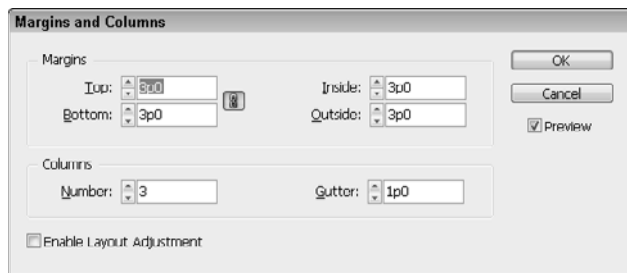 Margins and Columns
Margins
Top: 3p0
Inside: 3p0
OK
Bottom: 3p0
Outside: 3p0
Cancel
Preview
Columns
Number: 3
Gutter: 1p0
Enable Layout Adjustment